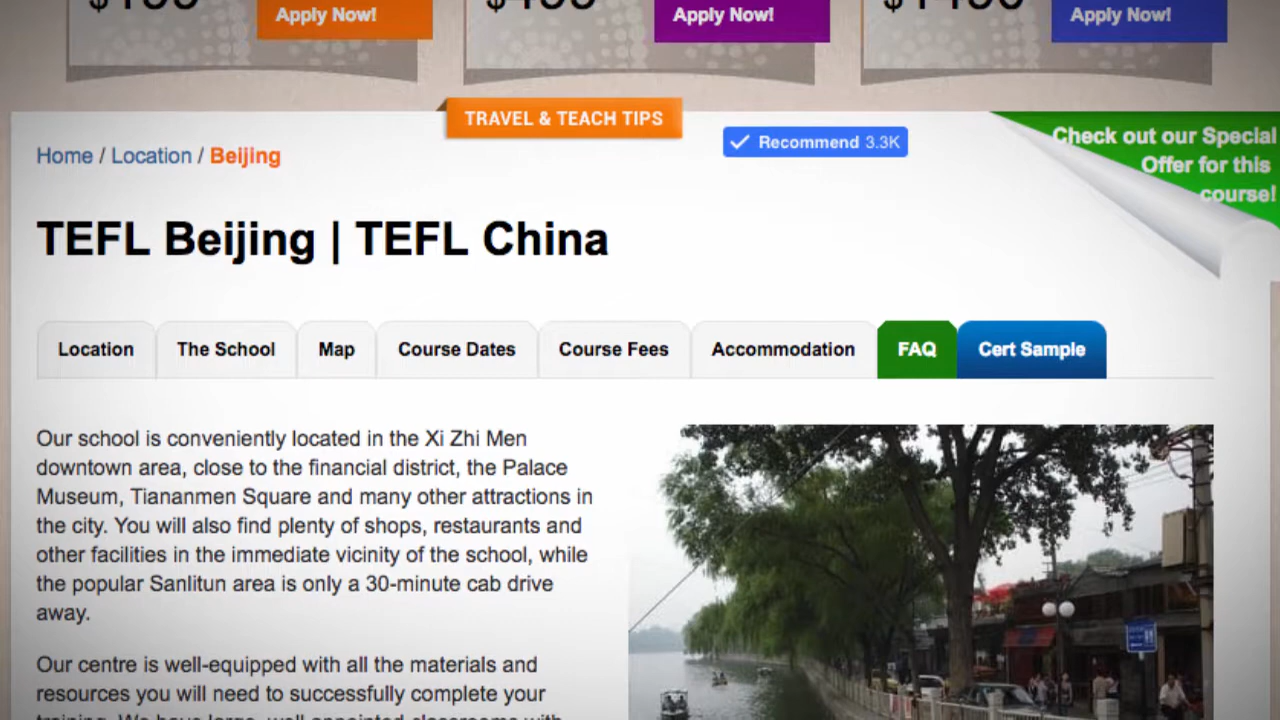 Apply Now!
Apply Now!
Apply Now!
TRAVEL & TEACH TIPS
Recommend 3.3K
Check out our Special
Offer for this
course!
Home / Location / Beijing
TEFL Beijing | TEFL China
Location
The School
Map
Course Dates
Course Fees
Accommodation
FAQ
Cert Sample
Our school is conveniently located in the Xi Zhi Men
downtown area, close to the financial district, the Palace
Museum, Tiananmen Square and many other attractions in
the city. You will also find plenty of shops, restaurants and
other facilities in the immediate vicinity of the school, while
the popular Sanlitun area is only a 30-minute cab drive
away.
Our centre is well-equipped with all the materials and
resources you will need to successfully complete your